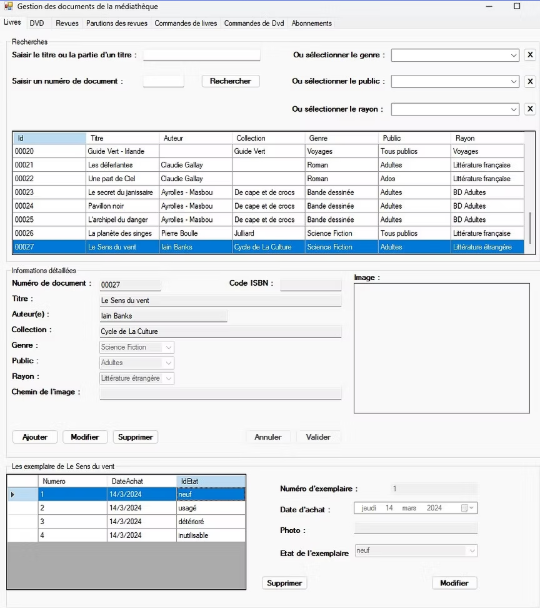 Gestion des documents de la médiathèque
Livres DVD Revues Parutions des revues Commandes de livres Commandes de Dvd Abonnements
Recherches
Saisir le titre ou la partie d'un titre : Ou sélectionner le genre : X
Saisir un numéro de document : Rechercher Ou sélectionner le public : X
Ou sélectionner le rayon : X
Id Titre Auteur Collection Genre Public Rayon
00020 Guide Vert - Irlande Guide Vert Voyages Tous publics Voyages
00021 Les déferlantes Claudie Gallay Roman Adultes Littérature française
00022 Une part de Ciel Claudie Gallay Roman Ados Littérature française
00023 Le secret du janissaire Ayrolles - Masbou De cape et de crocs Bande dessinée Adultes BD Adultes
00024 Pavillon noir Ayrolles - Masbou De cape et de crocs Bande dessinée Adultes BD Adultes
00025 L'archipel du danger Ayrolles - Masbou De cape et de crocs Bande dessinée Adultes BD Adultes
00026 La planète des singes Pierre Boulle Julliard Science Fiction Tous publics Littérature française
00027 Le Sens du vent Iain Banks Cycle de La Culture Science Fiction Adultes Littérature étrangère
Informations détaillées
Numéro de document : 00027 Code ISBN : Image :
Titre : Le Sens du vent
Auteur(e) : Iain Banks
Collection : Cycle de La Culture
Genre : Science Fiction
Public : Adultes
Rayon : Littérature étrangère
Chemin de l'image :
Ajouter Modifier Supprimer Annuler Valider
Les exemplaire de Le Sens du vent
Numero DateAchat IdEtat
1 14/3/2024 neuf
2 14/3/2024 usagé
3 14/3/2024 détérioré
4 14/3/2024 inutilisable
Numéro d'exemplaire : 1
Date d'achat : jeudi 14 mars 2024
Photo :
Etat de l'exemplaire neuf
Supprimer Modifier